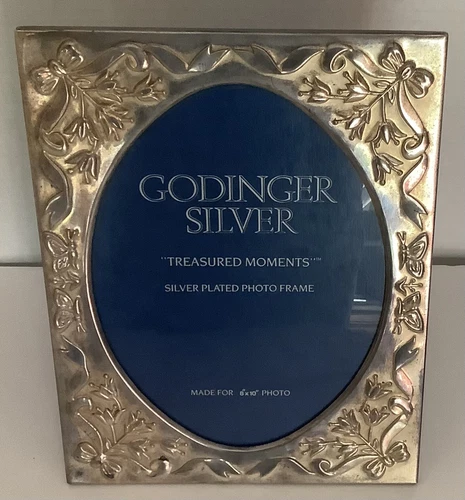 GODINGER
SILVER
"TREASURED MOMENTS"™
SILVER PLATED PHOTO FRAME
MADE FOR 8"x10" PHOTO